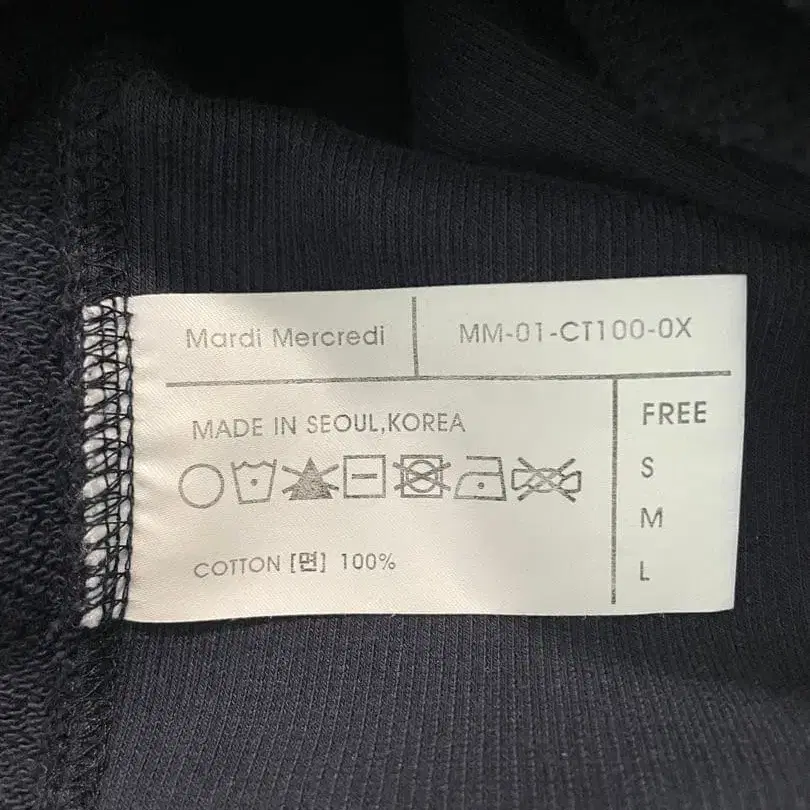 Mardi Mercredi
MM-01-CT100-0X
MADE IN SEOUL,KOREA
COTTON [면] 100%
FREE
S
M
L